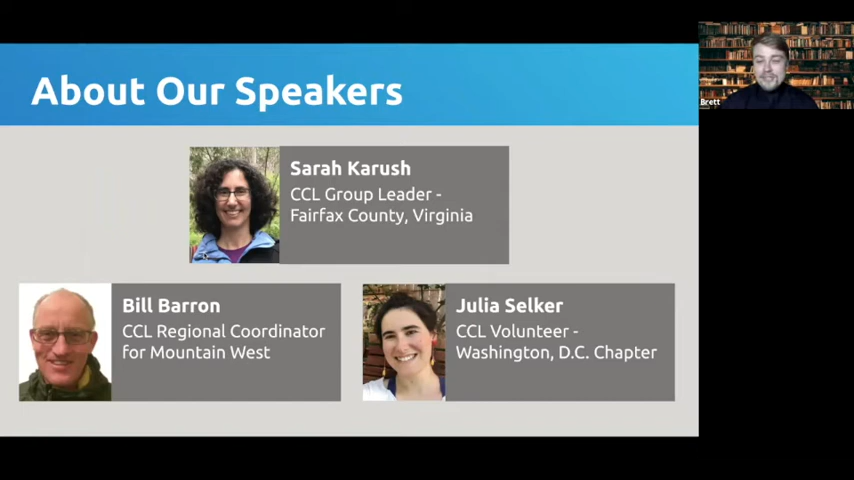 About Our Speakers
Brett
Sarah Karush
CCL Group Leader -
Fairfax County, Virginia
Bill Barron
CCL Regional Coordinator
for Mountain West
Julia Selker
CCL Volunteer -
Washington, D.C. Chapter